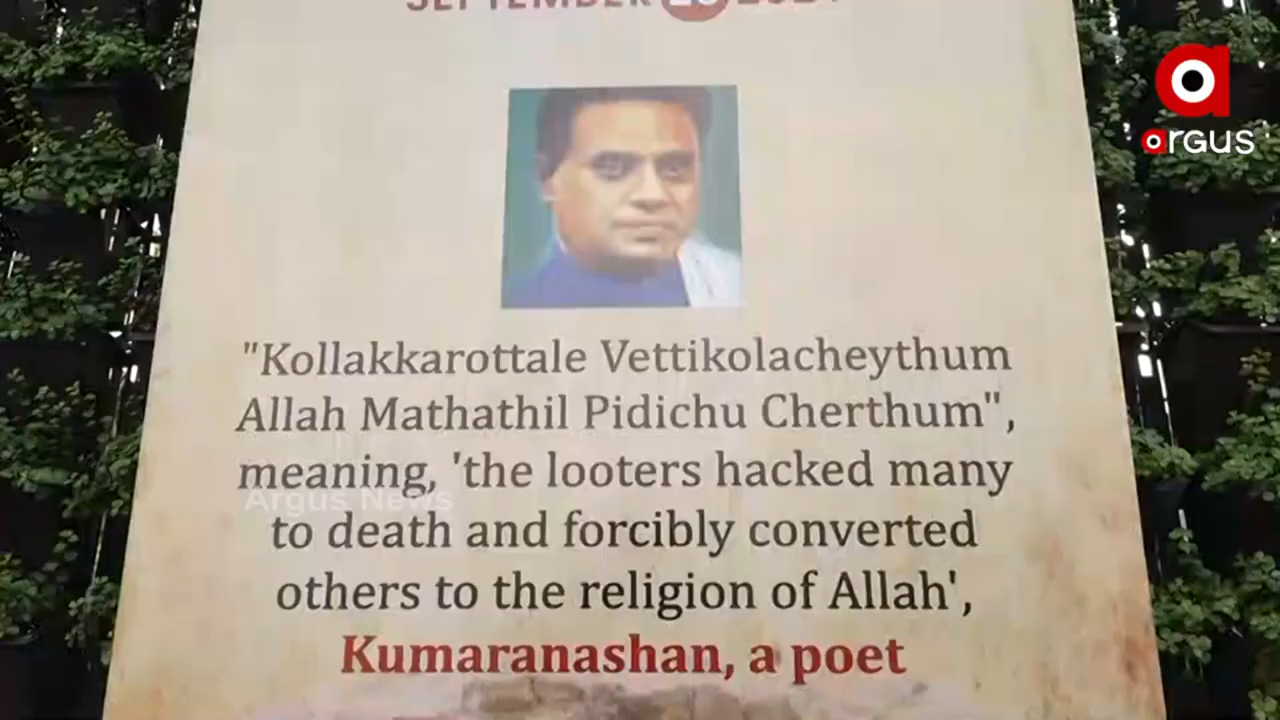 SEPTEMBER
argus
"Kollakkarottale Vettikolacheythum
Allah Mathathil Pidichu Cherthum",
meaning, 'the looters hacked many
Argus News
to death and forcibly converted
others to the religion of Allah',
Kumaranashan, a poet